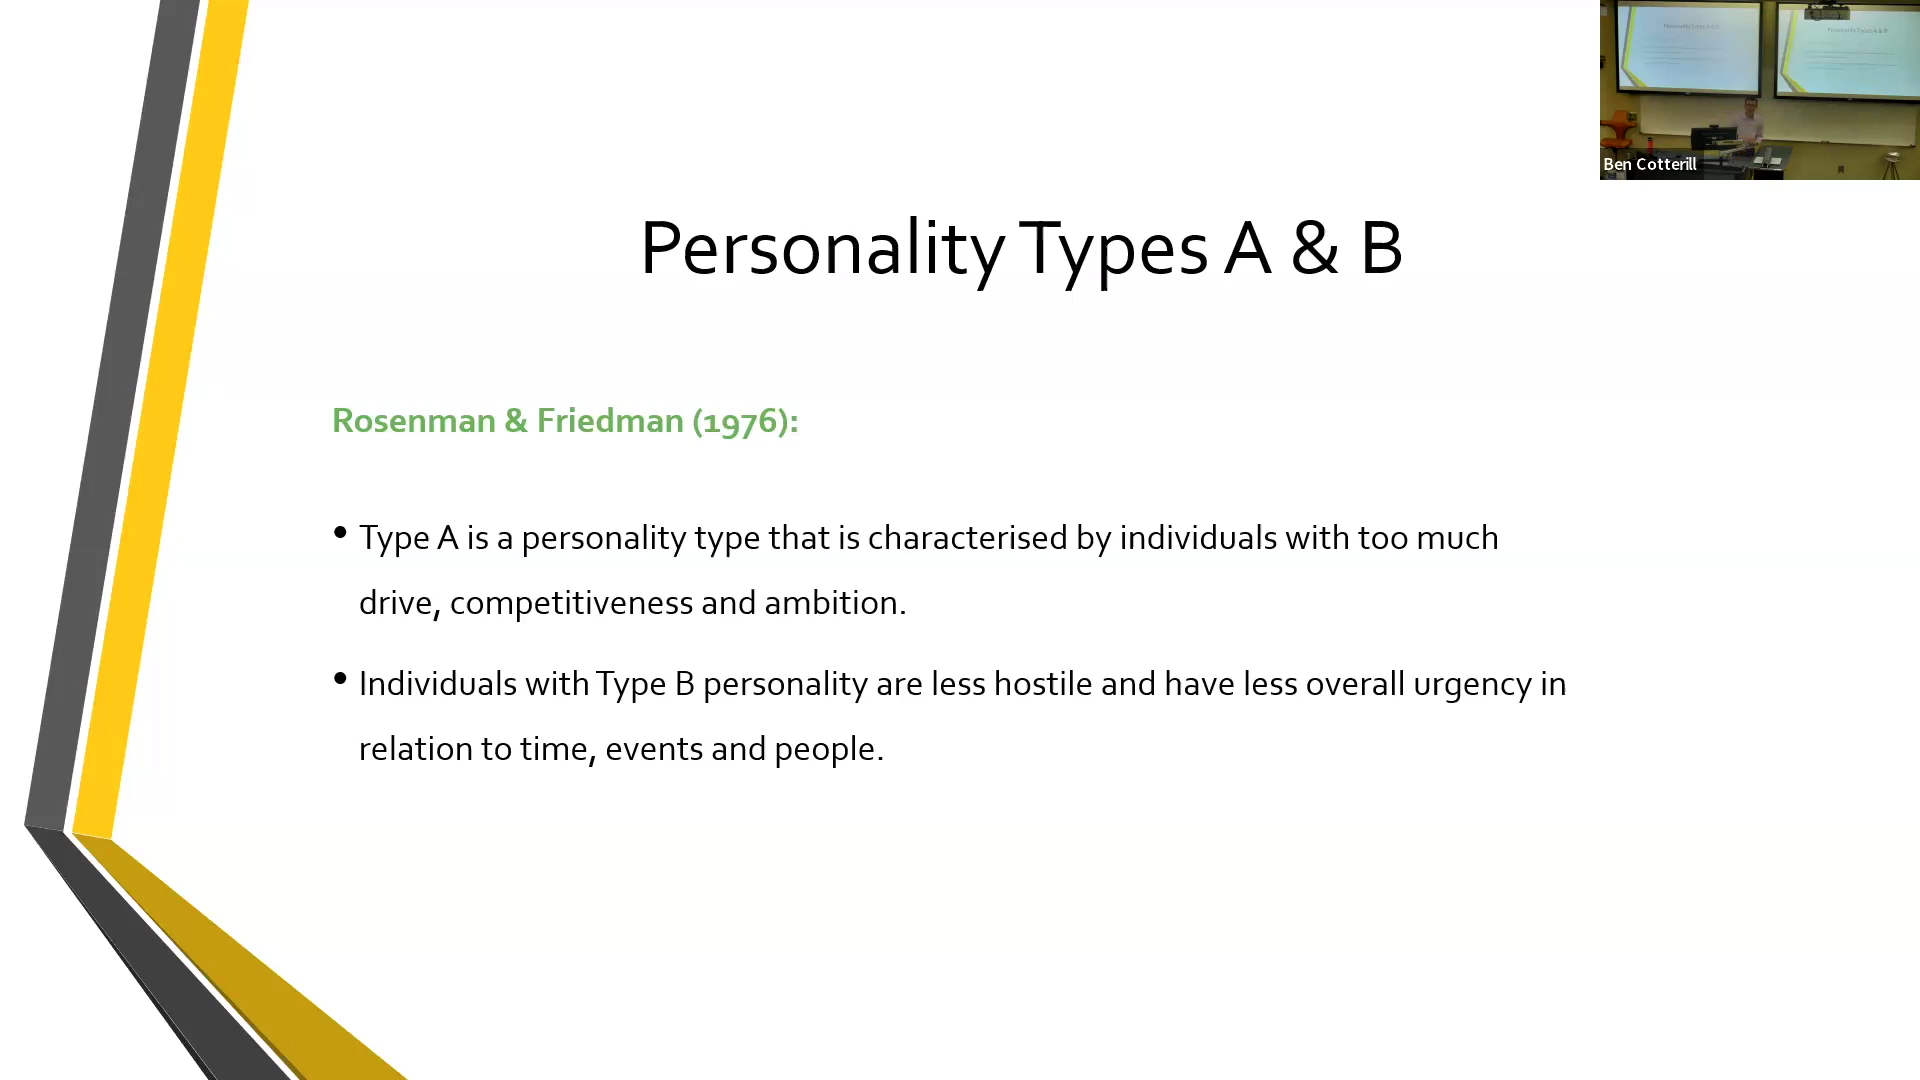 Ben Cotterill
Personality Types A & B
Rosenman & Friedman (1976):
• Type A is a personality type that is characterised by individuals with too much
drive, competitiveness and ambition.
• Individuals with Type B personality are less hostile and have less overall urgency in
relation to time, events and people.